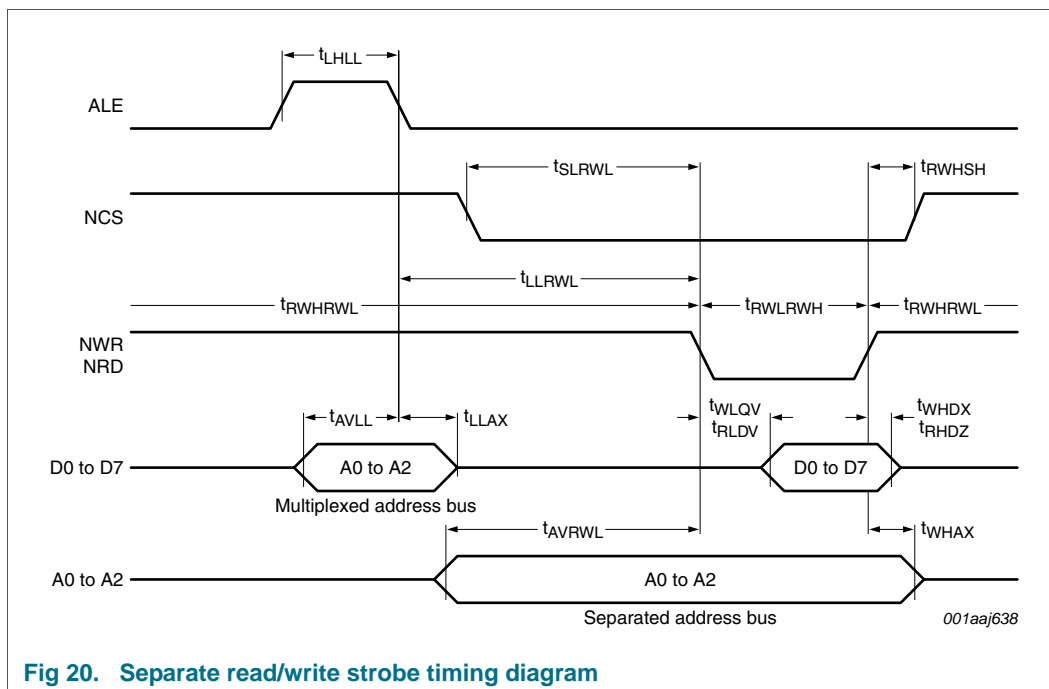 tLHLL
ALE
tSLRWL
tRWHSH
NCS
tLLRWL
tRWHRWL
tRWLRWH
tRWHRWL
NWR
NRD
tAVLL
tLLAX
tWLQV
tRLDV
tWHDX
tRHDZ
D0 to D7
A0 to A2
D0 to D7
Multiplexed address bus
tAVRWL
tWHAX
A0 to A2
A0 to A2
Separated address bus
001aaj638
Fig 20. Separate read/write strobe timing diagram